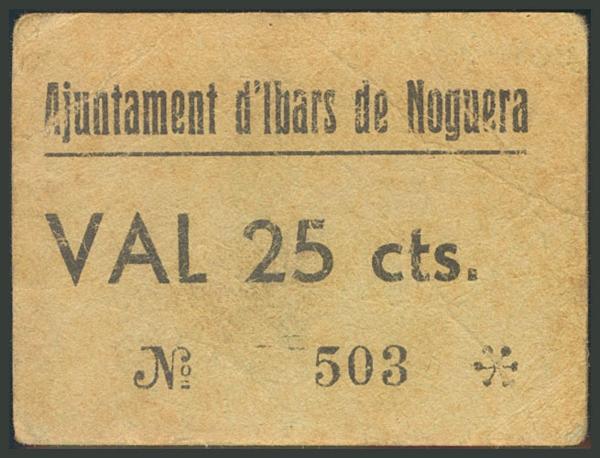 Ajuntament d'Ibars de Noguera
VAL 25 cts.
Nº 503 *